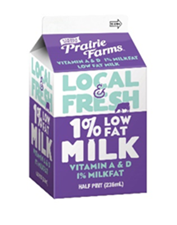 Prairie Farms
VITAMIN A & D 1% MILKFAT
LOW FAT MILK
LOCAL
&
FRESH
1% LOW
FAT
MILK
VITAMIN A & D
1% MILKFAT
HALF PINT (236mL)